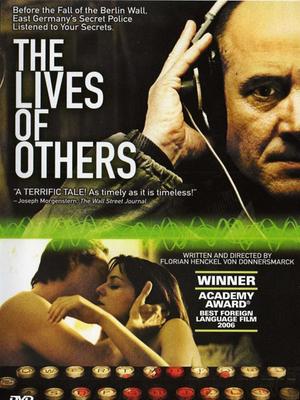 Before the Fall of the Berlin Wall,
East Germany's Secret Police
Listened to Your Secrets.
THE
LIVES
OF
OTHERS
"A TERRIFIC TALE! As timely as it is timeless!"
–Joseph Morgenstern, The Wall Street Journal
WRITTEN AND DIRECTED BY
FLORIAN HENCKEL VON DONNERSMARCK
WINNER
ACADEMY
AWARD®
BEST FOREIGN
LANGUAGE FILM
2006
DVD